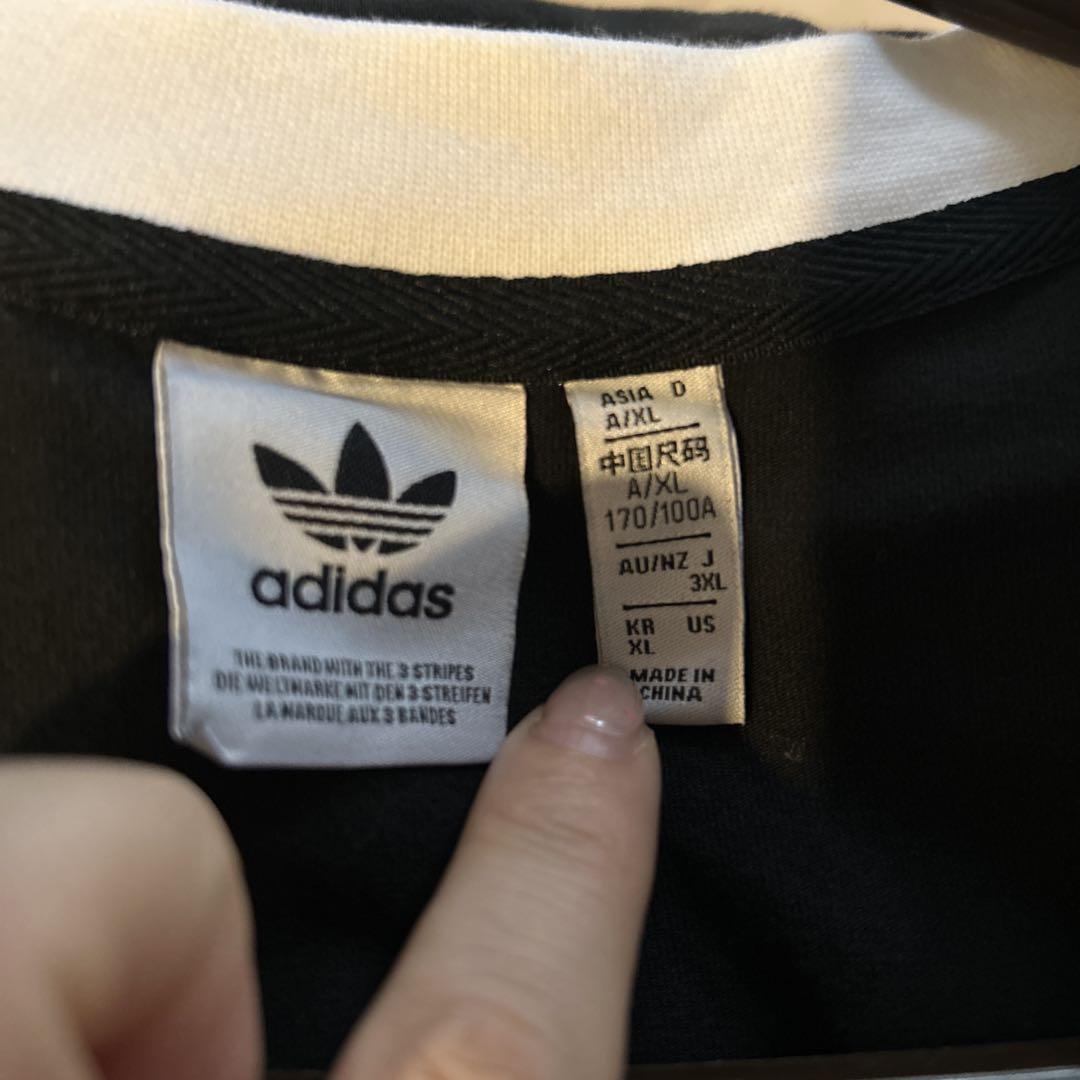 adidas
THE BRAND WITH THE 3 STRIPES
DIE WELTMARKE MIT DEN 3 STREIFEN
LA MARQUE AUX 3 BANDES
ASIA D
A/XL
中国尺码
A/XL
170/100A
AU/NZ J
3XL
KR US
XL
MADE IN
CHINA